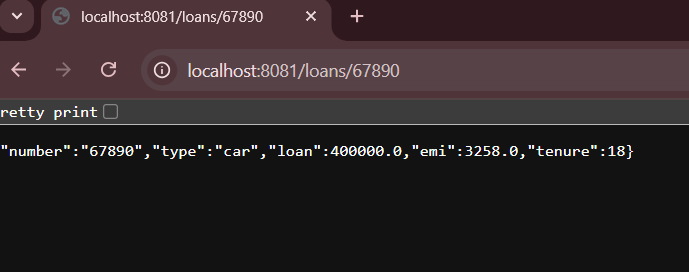 localhost:8081/loans/67890
localhost:8081/loans/67890
retty print
"number":"67890","type":"car","loan":400000.0,"emi":3258.0,"tenure":18}